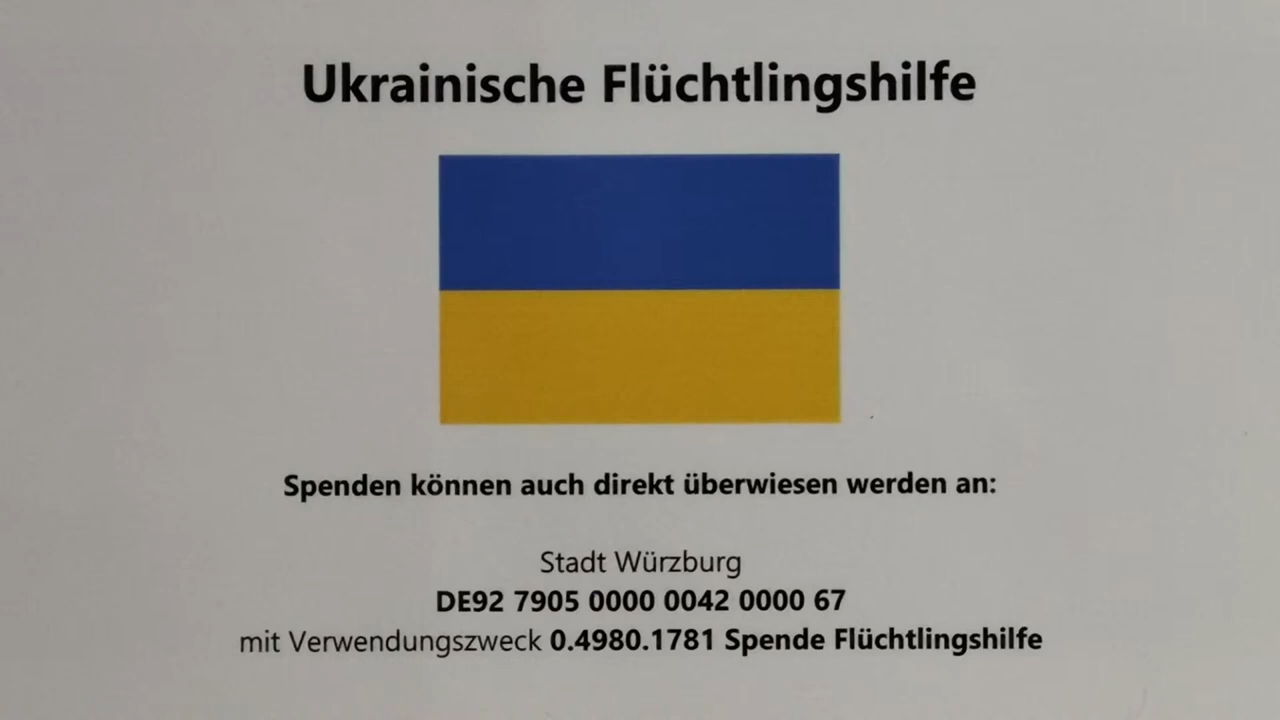 Ukrainische Flüchtlingshilfe
Spenden können auch direkt überwiesen werden an:
Stadt Würzburg
DE92 7905 0000 0042 0000 67
mit Verwendungszweck 0.4980.1781 Spende Flüchtlingshilfe